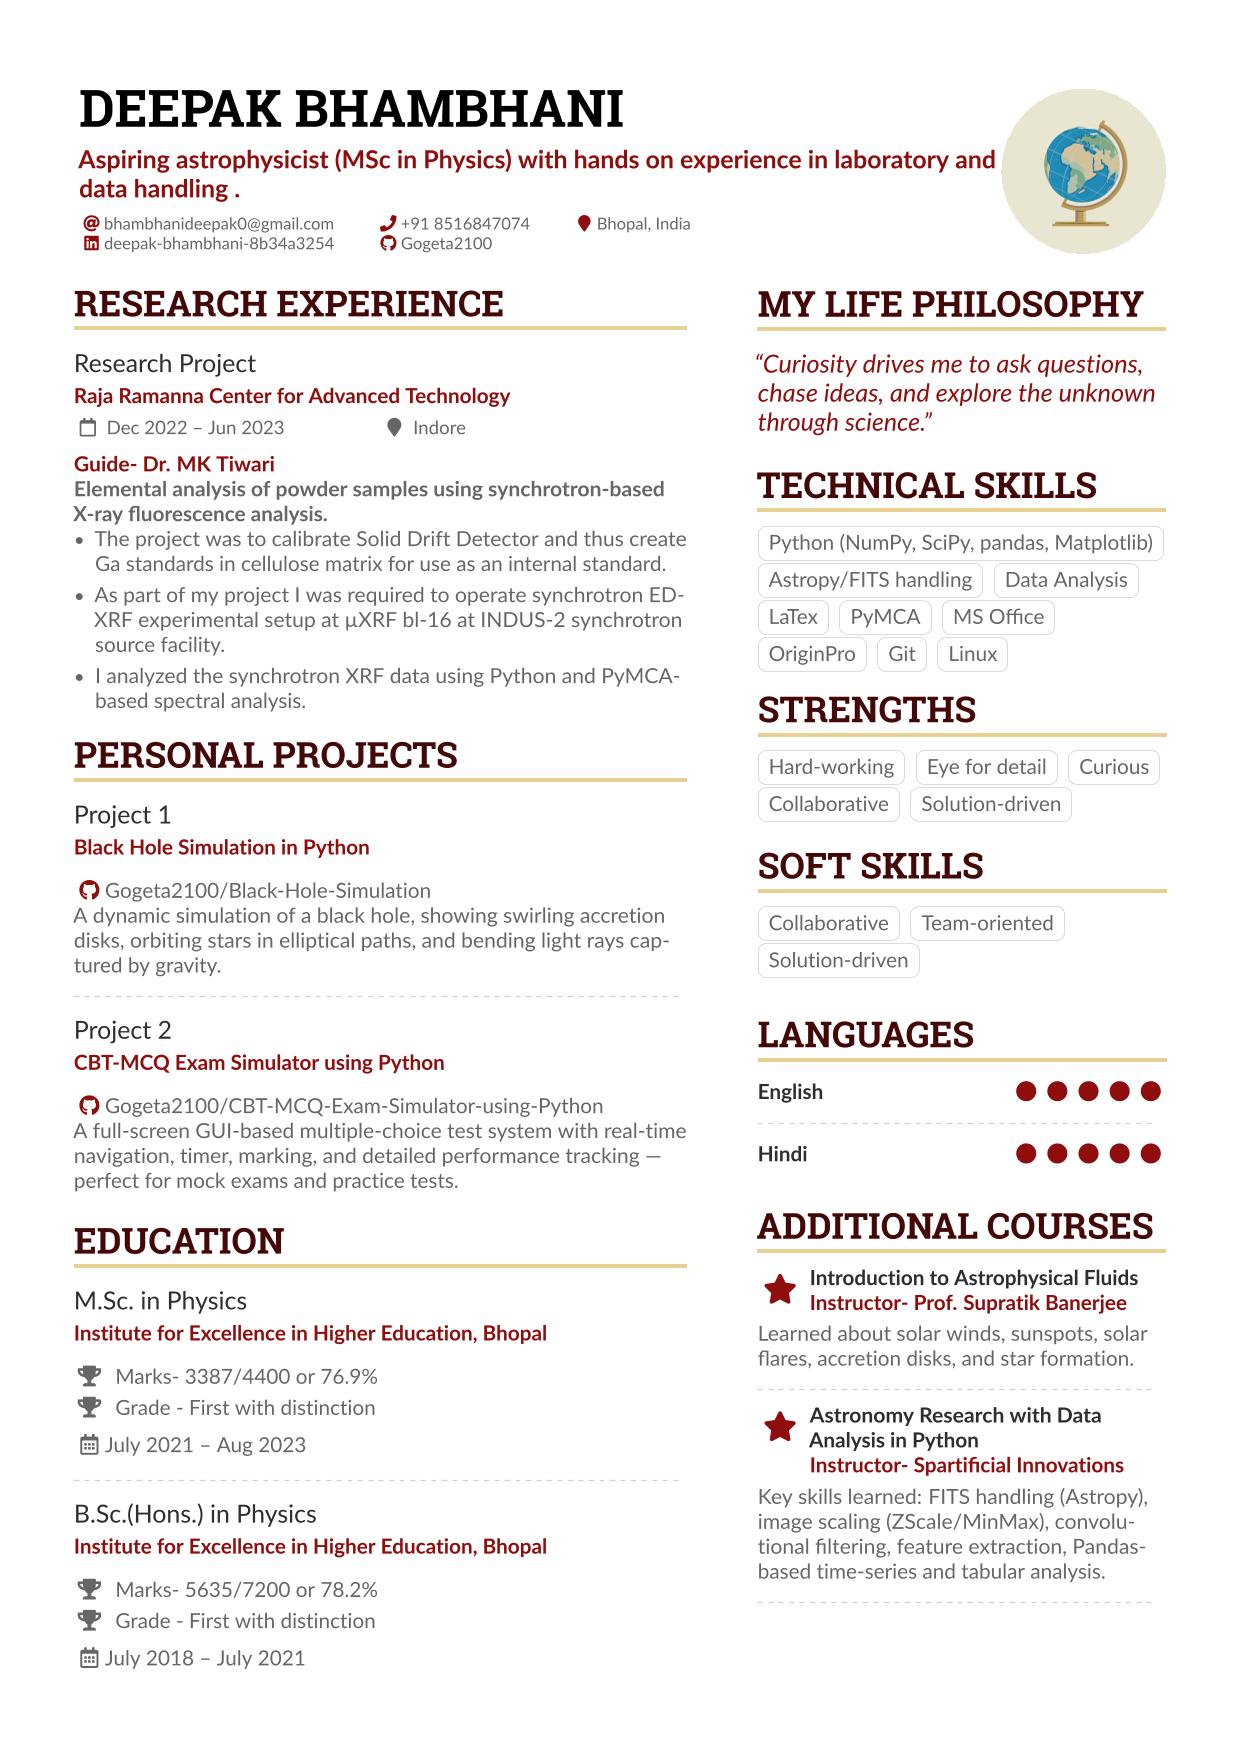 DEEPAK BHAMBHANI
Aspiring astrophysicist (MSc in Physics) with hands on experience in laboratory and
data handling .
bhambhanideepak0@gmail.com +91 8516847074 Bhopal, India
deepak-bhambhani-8b34a3254 Gogeta2100
RESEARCH EXPERIENCE
Research Project
Raja Ramanna Center for Advanced Technology
Dec 2022 – Jun 2023 Indore
Guide- Dr. MK Tiwari
Elemental analysis of powder samples using synchrotron-based
X-ray fluorescence analysis.
• The project was to calibrate Solid Drift Detector and thus create
Ga standards in cellulose matrix for use as an internal standard.
• As part of my project I was required to operate synchrotron ED-
XRF experimental setup at µXRF bl-16 at INDUS-2 synchrotron
source facility.
• I analyzed the synchrotron XRF data using Python and PyMCA-
based spectral analysis.
PERSONAL PROJECTS
Project 1
Black Hole Simulation in Python
Gogeta2100/Black-Hole-Simulation
A dynamic simulation of a black hole, showing swirling accretion
disks, orbiting stars in elliptical paths, and bending light rays cap-
tured by gravity.
Project 2
CBT-MCQ Exam Simulator using Python
Gogeta2100/CBT-MCQ-Exam-Simulator-using-Python
A full-screen GUI-based multiple-choice test system with real-time
navigation, timer, marking, and detailed performance tracking —
perfect for mock exams and practice tests.
EDUCATION
M.Sc. in Physics
Institute for Excellence in Higher Education, Bhopal
Marks- 3387/4400 or 76.9%
Grade - First with distinction
July 2021 – Aug 2023
B.Sc.(Hons.) in Physics
Institute for Excellence in Higher Education, Bhopal
Marks- 5635/7200 or 78.2%
Grade - First with distinction
July 2018 – July 2021
MY LIFE PHILOSOPHY
“Curiosity drives me to ask questions,
chase ideas, and explore the unknown
through science.”
TECHNICAL SKILLS
Python (NumPy, SciPy, pandas, Matplotlib)
Astropy/FITS handling Data Analysis
LaTex PyMCA MS Office
OriginPro Git Linux
STRENGTHS
Hard-working Eye for detail Curious
Collaborative Solution-driven
SOFT SKILLS
Collaborative Team-oriented
Solution-driven
LANGUAGES
English
Hindi
ADDITIONAL COURSES
Introduction to Astrophysical Fluids
Instructor- Prof. Supratik Banerjee
Learned about solar winds, sunspots, solar
flares, accretion disks, and star formation.
Astronomy Research with Data
Analysis in Python
Instructor- Spartificial Innovations
Key skills learned: FITS handling (Astropy),
image scaling (ZScale/MinMax), convolu-
tional filtering, feature extraction, Pandas-
based time-series and tabular analysis.